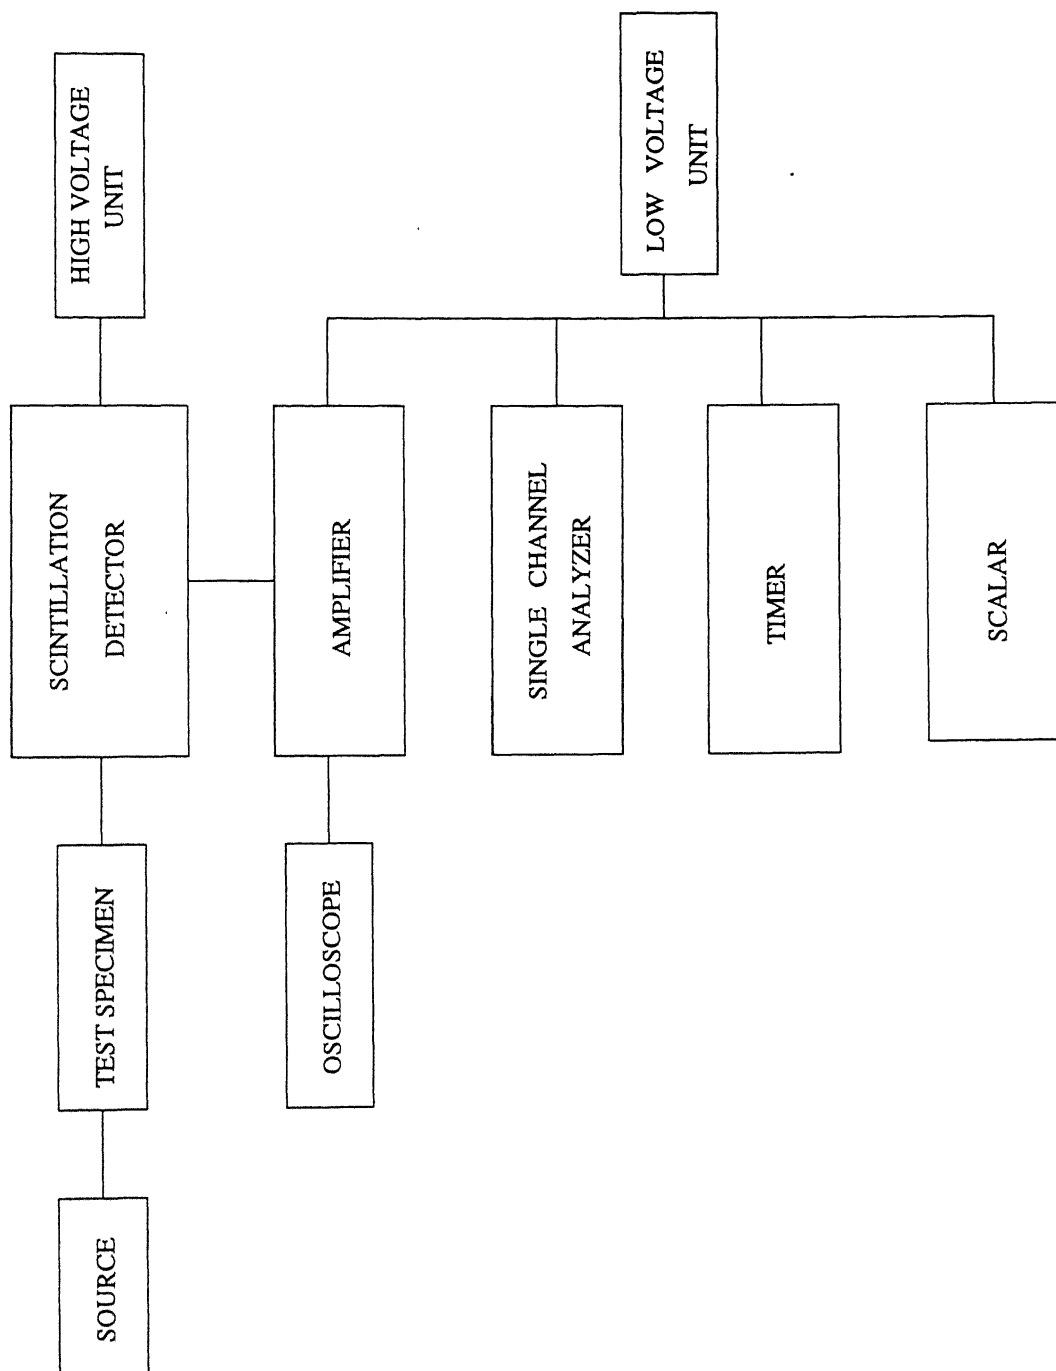 SOURCE
TEST SPECIMEN
SCINTILLATION
DETECTOR
HIGH VOLTAGE
UNIT
OSCILLOSCOPE
AMPLIFIER
SINGLE CHANNEL
ANALYZER
TIMER
SCALAR
LOW VOLTAGE
UNIT